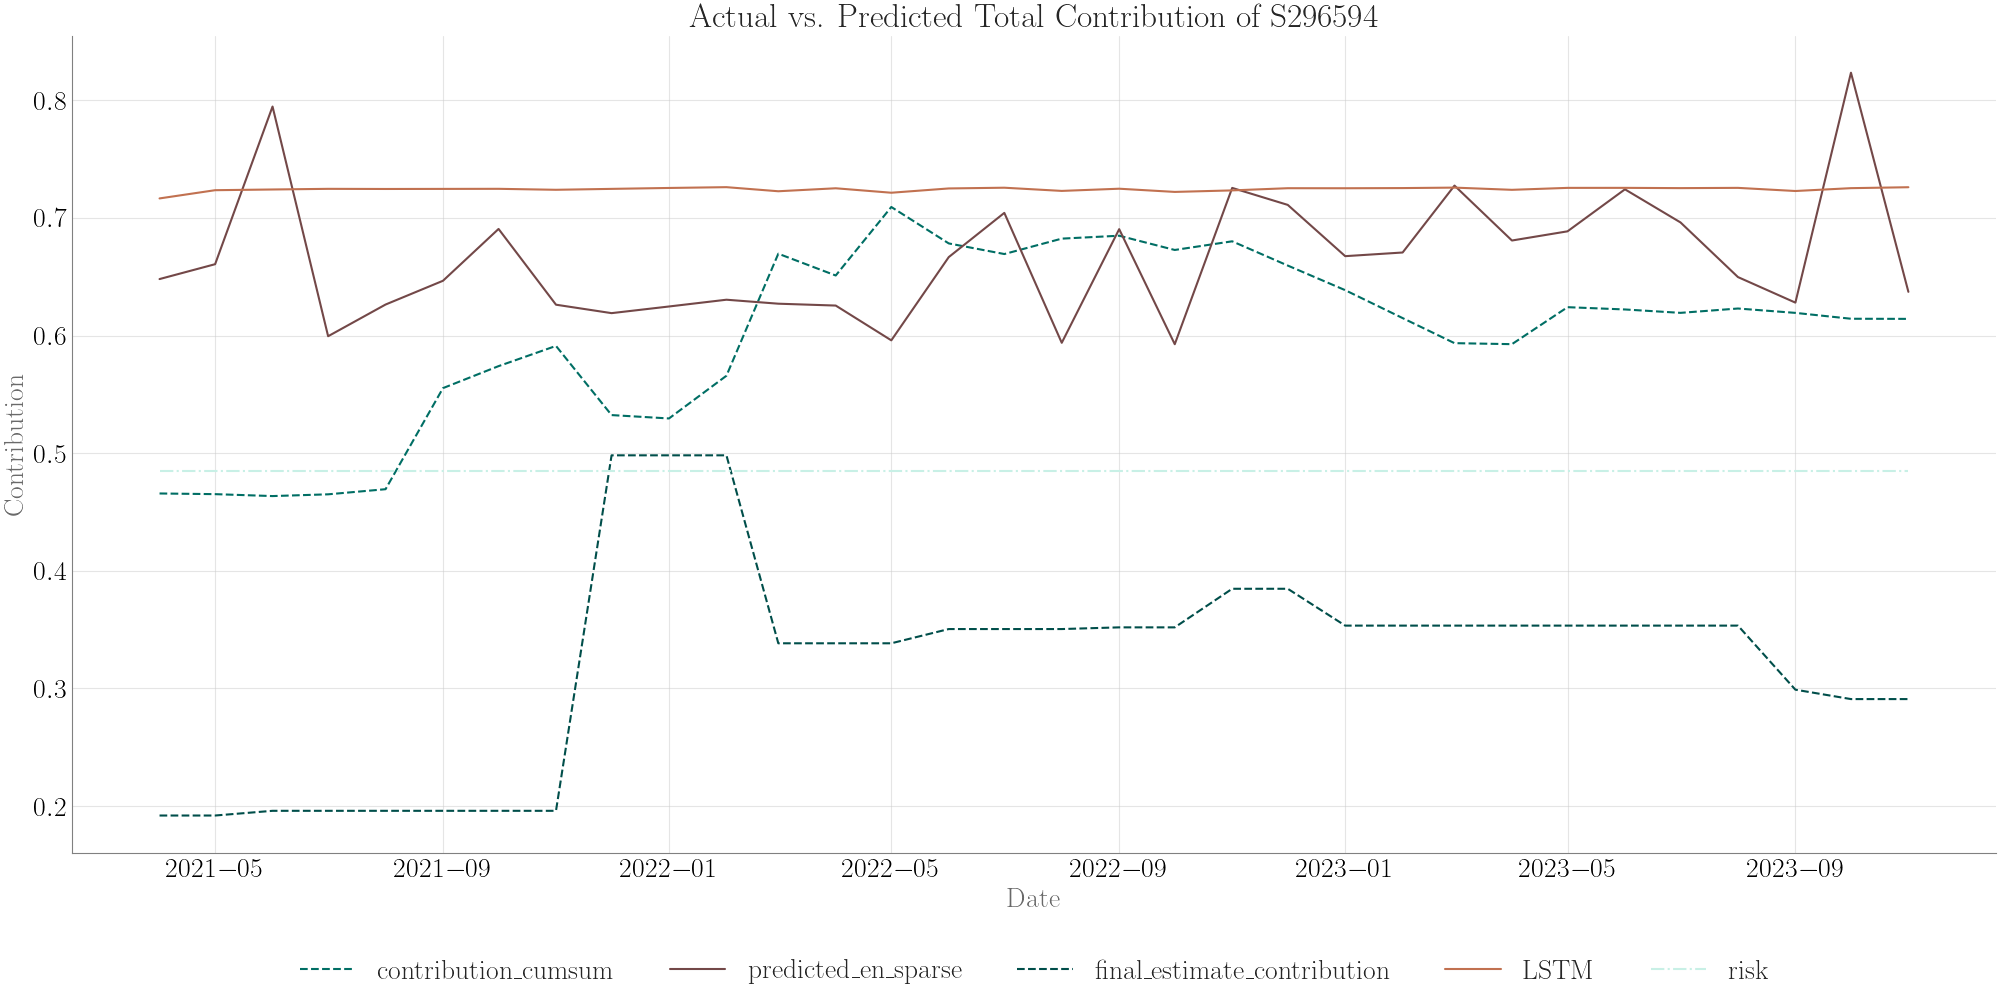 Actual vs. Predicted Total Contribution of S296594
Contribution
0.8
0.7
0.6
0.5
0.4
0.3
0.2
2021−05 2021−09 2022−01 2022−05 2022−09 2023−01 2023−05 2023−09
Date
contribution_cumsum predicted_en_sparse final_estimate_contribution LSTM risk